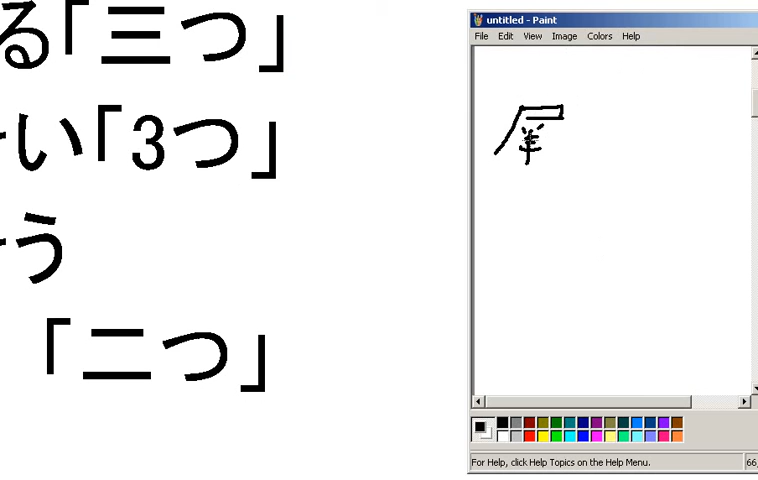 る「三つ」
い「3つ」
う
「二つ」
untitled - Paint
File Edit View Image Colors Help
For Help, click Help Topics on the Help Menu.
66,